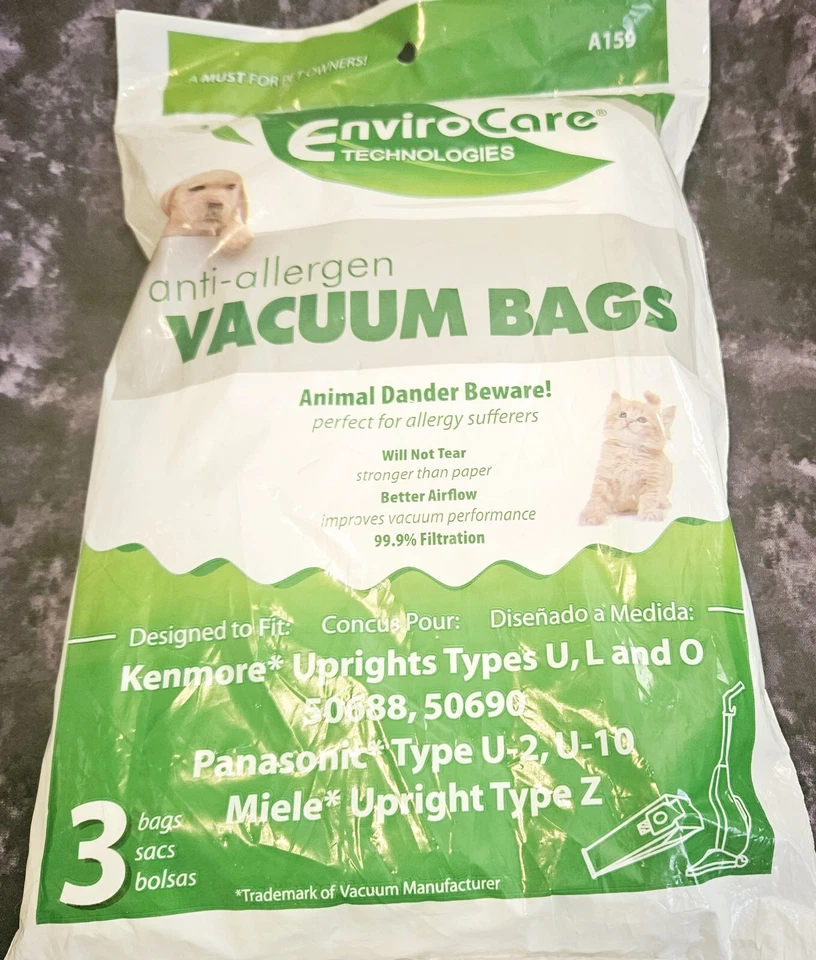 A MUST FOR PET OWNERS!
A159
EnviroCare®
TECHNOLOGIES
anti-allergen
VACUUM BAGS
Animal Dander Beware!
perfect for allergy sufferers
Will Not Tear
stronger than paper
Better Airflow
improves vacuum performance
99.9% Filtration
Designed to Fit: Concus Pour: Diseñado a Medida:
Kenmore* Uprights Types U, L and O
50688, 50690
Panasonic* Type U-2, U-10
Miele* Upright Type Z
3 bags
sacs
bolsas
*Trademark of Vacuum Manufacturer